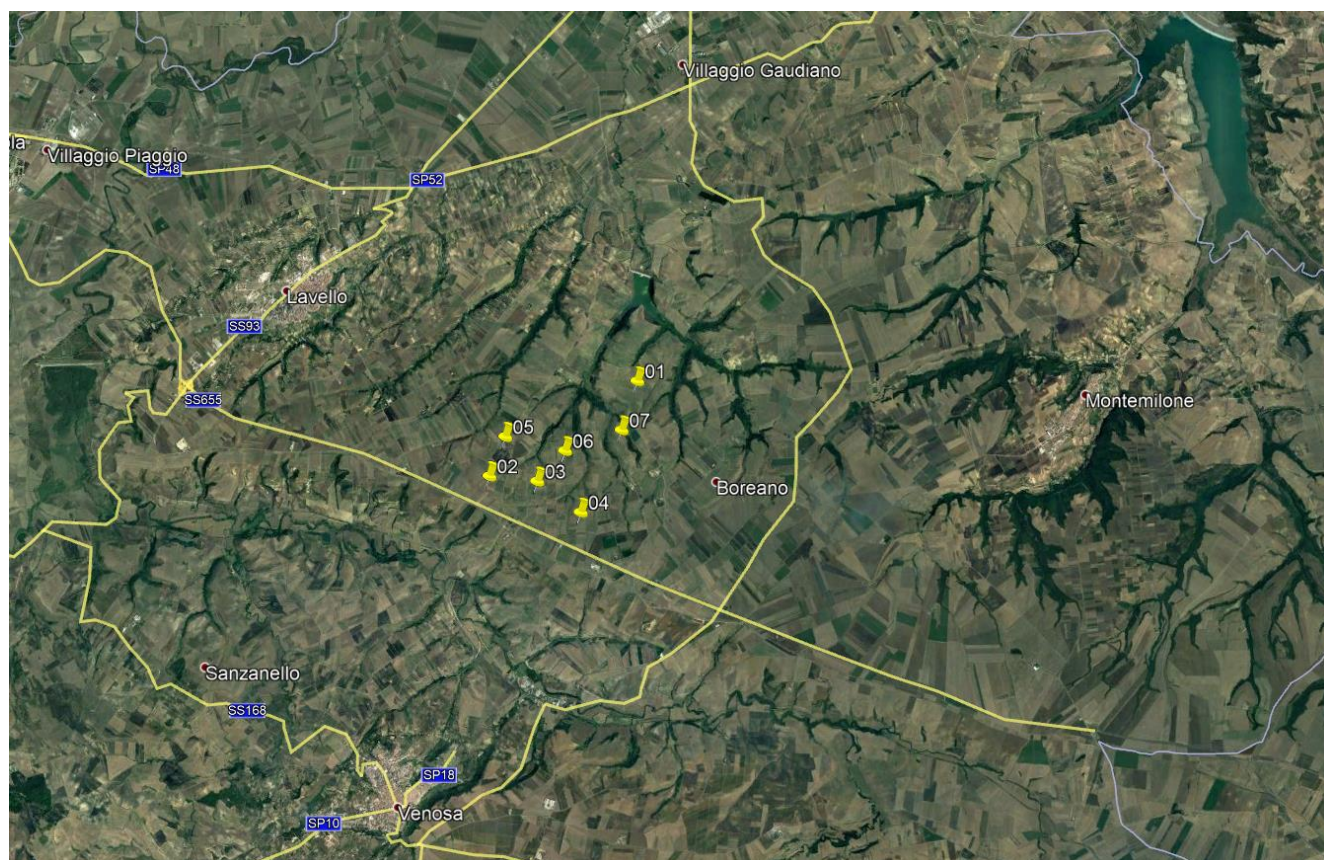 Villaggio Gaudiano
la
Villaggio Piaggio
SP48
SP52
Lavello
SS93
01
SS655
Montemilone
05
07
06
02
03
Boreano
04
Sanzanello
SS168
SP18
Venosa
SP10